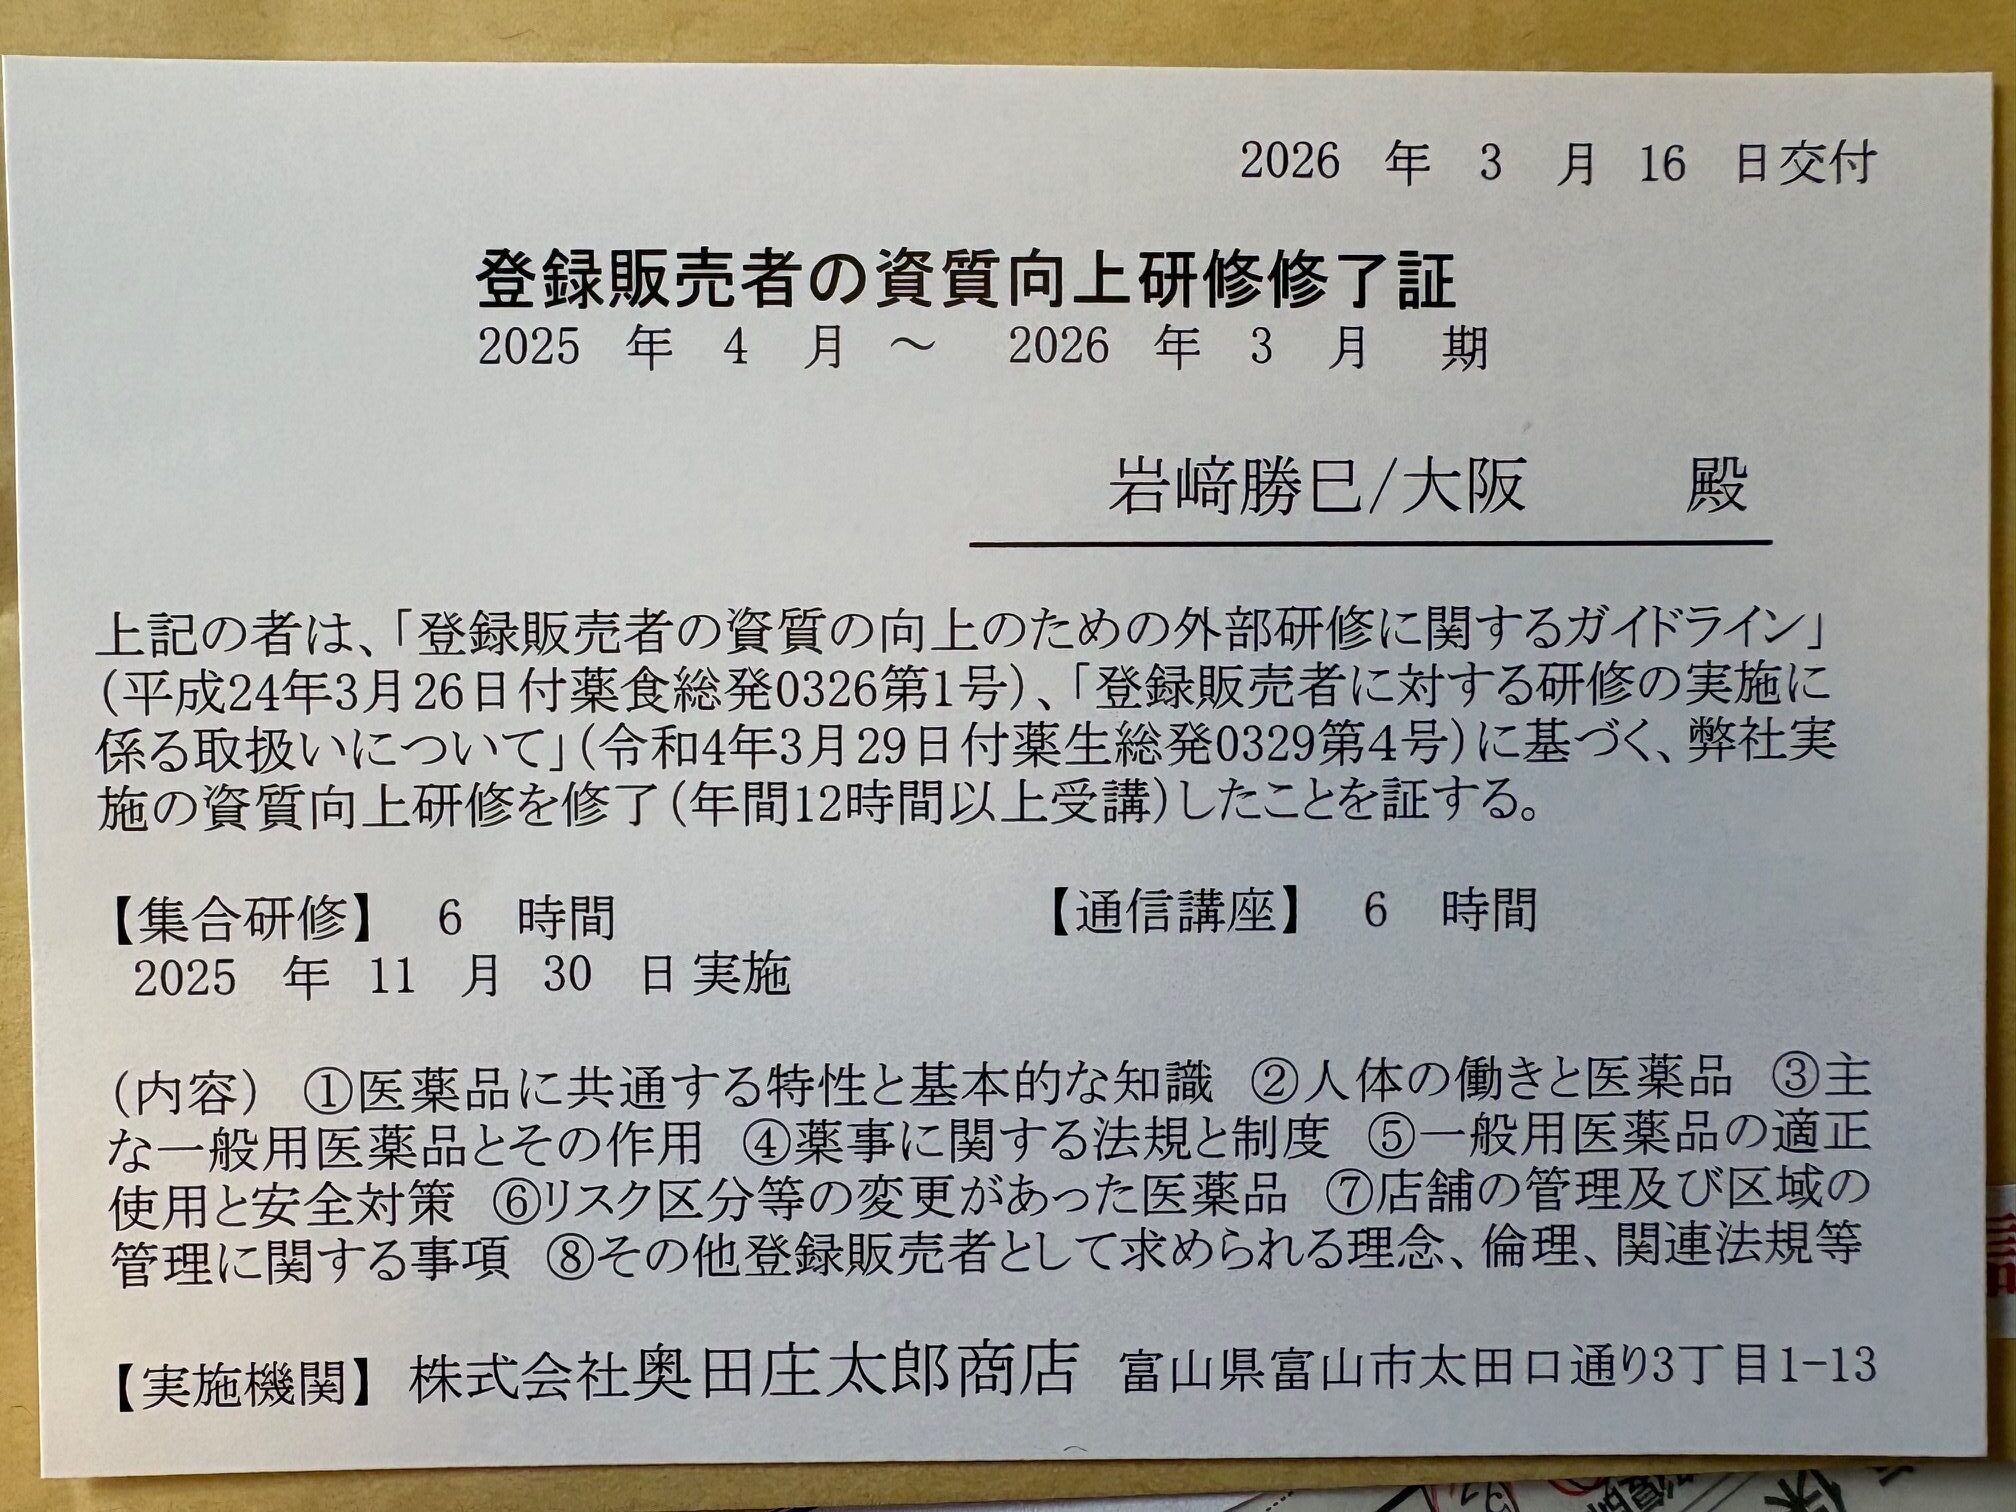 2026 年 3 月 16 日交付
登録販売者の資質向上研修修了証
2025 年 4 月 ～ 2026 年 3 月 期
岩﨑勝巳/大阪 殿
上記の者は、「登録販売者の資質の向上のための外部研修に関するガイドライン」
(平成24年3月26日付薬食総発0326第1号)、「登録販売者に対する研修の実施に
係る取扱いについて」(令和4年3月29日付薬生総発0329第4号)に基づく、弊社実
施の資質向上研修を修了(年間12時間以上受講)したことを証する。
【集合研修】 6 時間 【通信講座】 6 時間
2025 年 11 月 30 日実施
(内容) ①医薬品に共通する特性と基本的な知識 ②人体の働きと医薬品 ③主
な一般用医薬品とその作用 ④薬事に関する法規と制度 ⑤一般用医薬品の適正
使用と安全対策 ⑥リスク区分等の変更があった医薬品 ⑦店舗の管理及び区域の
管理に関する事項 ⑧その他登録販売者として求められる理念、倫理、関連法規等
【実施機関】 株式会社奥田庄太郎商店 富山県富山市太田口通り3丁目1-13